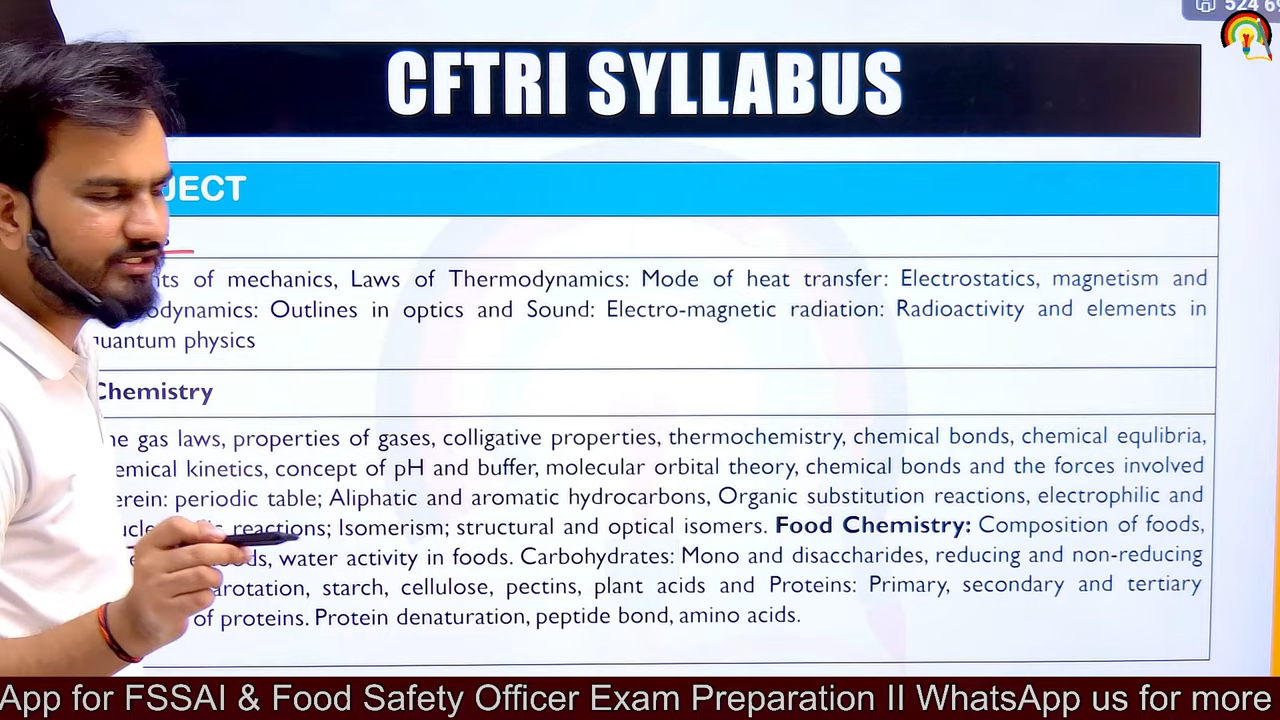 524
CFTRI SYLLABUS
JECT
of mechanics, Laws of Thermodynamics: Mode of heat transfer: Electrostatics, magnetism and
Outlines in optics and Sound: Electro-magnetic radiation: Radioactivity and elements in
quantum physics
Chemistry
gas laws, properties of gases, colligative properties, thermochemistry, chemical bonds, chemical equlibria,
kinetics, concept of pH and buffer, molecular orbital theory, chemical bonds and the forces involved
periodic table; Aliphatic and aromatic hydrocarbons, Organic substitution reactions, electrophilic and
reactions; Isomerism; structural and optical isomers. Food Chemistry: Composition of foods,
water activity in foods. Carbohydrates: Mono and disaccharides, reducing and non-reducing
starch, cellulose, pectins, plant acids and Proteins: Primary, secondary and tertiary
of proteins. Protein denaturation, peptide bond, amino acids.
App for FSSAI & Food Safety Officer Exam Preparation II WhatsApp us for more